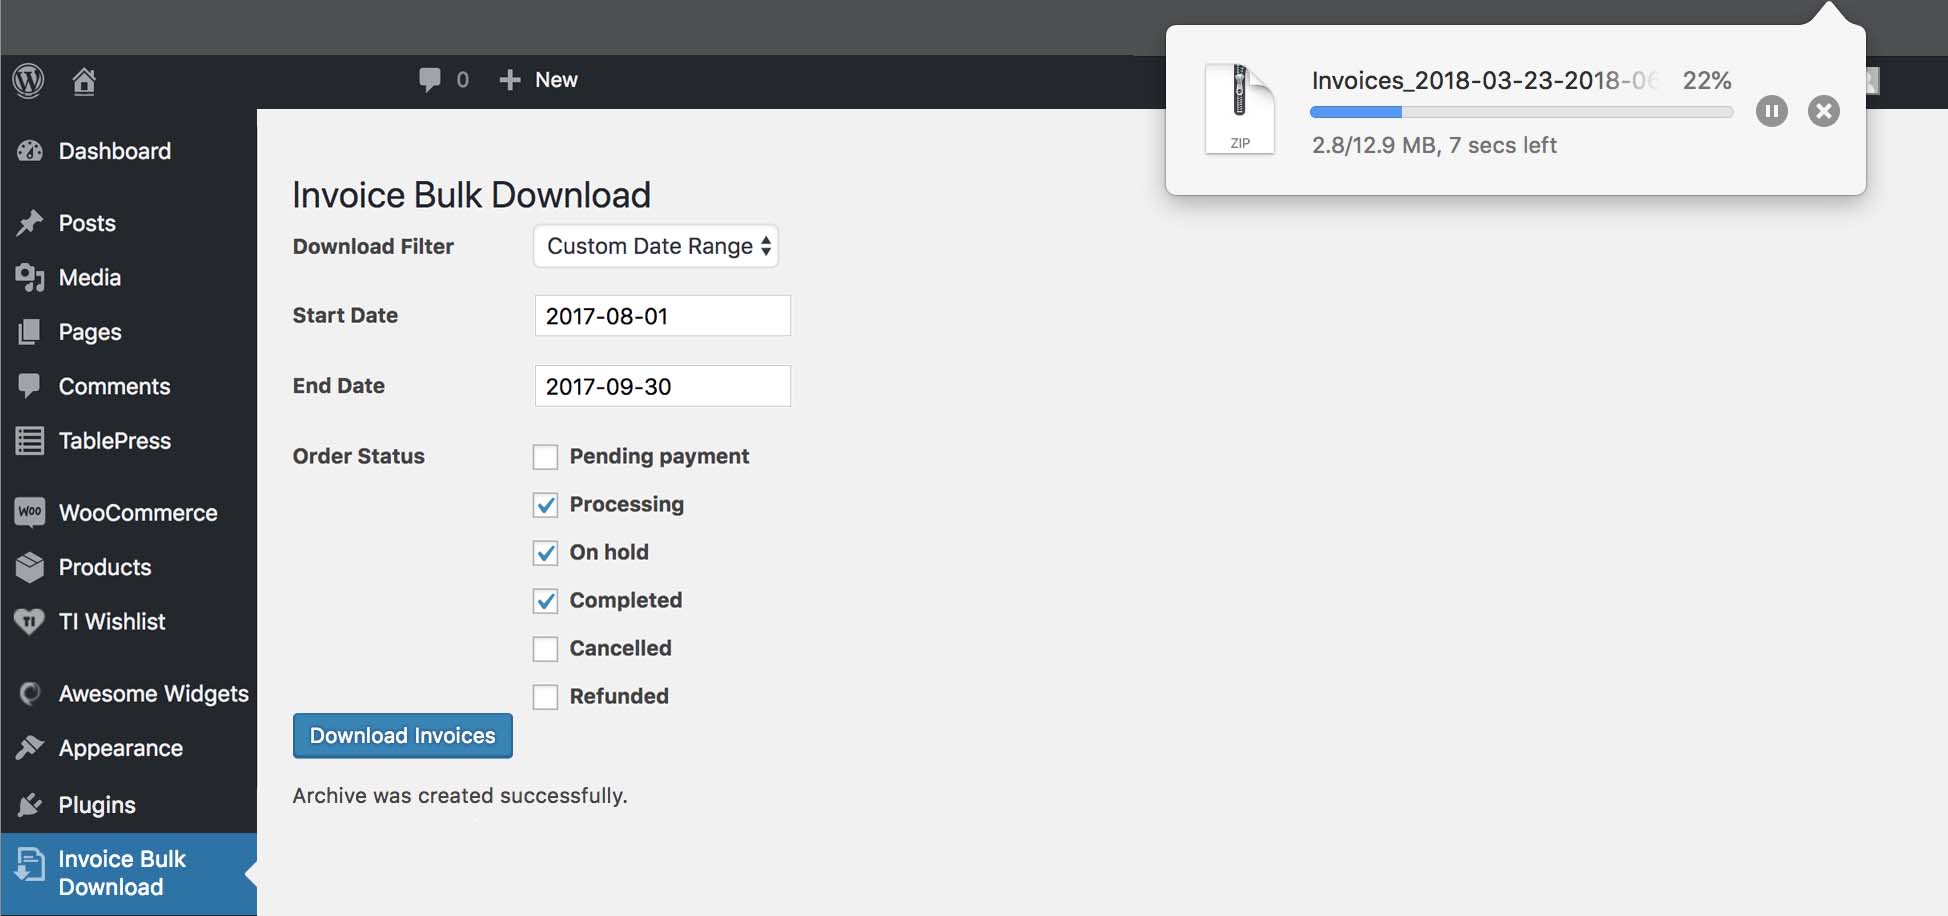 0
New
Invoices_2018-03-23-2018-06
22%
ZIP
2.8/12.9 MB, 7 secs left
Dashboard
Posts
Media
Pages
Comments
TablePress
Woo
WooCommerce
Products
TI
TI Wishlist
Awesome Widgets
Appearance
Plugins
Invoice Bulk
Download
Invoice Bulk Download
Download Filter
Custom Date Range
Start Date
2017-08-01
End Date
2017-09-30
Order Status
Pending payment
Processing
On hold
Completed
Cancelled
Refunded
Download Invoices
Archive was created successfully.